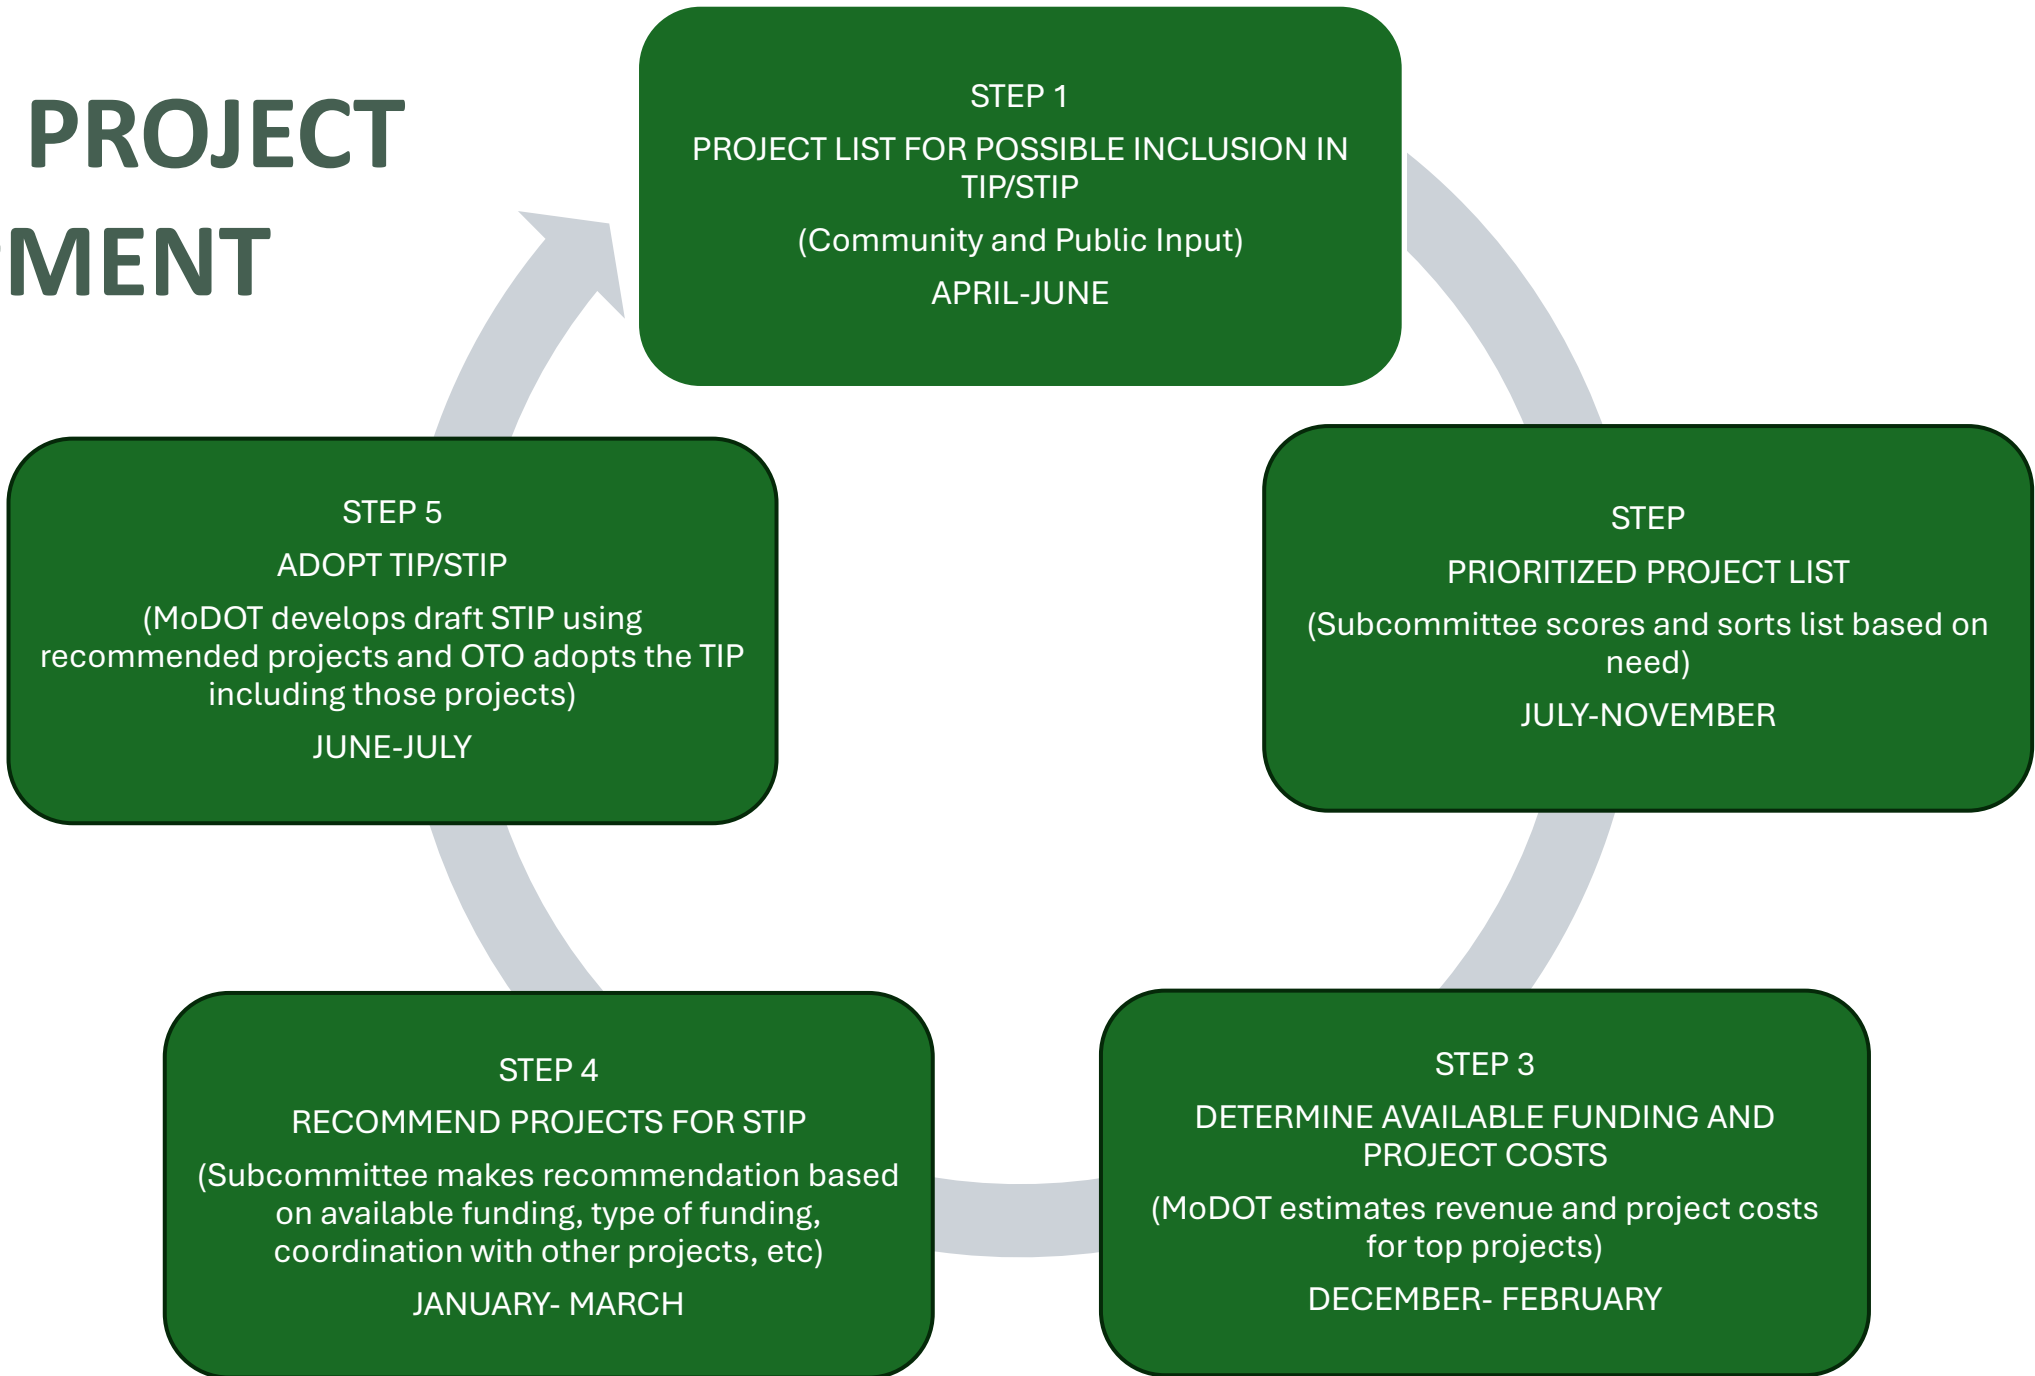 PROJECT
PMENT
STEP 1
PROJECT LIST FOR POSSIBLE INCLUSION IN
TIP/STIP
(Community and Public Input)
APRIL-JUNE
STEP
PRIORITIZED PROJECT LIST
(Subcommittee scores and sorts list based on
need)
JULY-NOVEMBER
STEP 3
DETERMINE AVAILABLE FUNDING AND
PROJECT COSTS
(MoDOT estimates revenue and project costs
for top projects)
DECEMBER- FEBRUARY
STEP 4
RECOMMEND PROJECTS FOR STIP
(Subcommittee makes recommendation based
on available funding, type of funding,
coordination with other projects, etc)
JANUARY- MARCH
STEP 5
ADOPT TIP/STIP
(MoDOT develops draft STIP using
recommended projects and OTO adopts the TIP
including those projects)
JUNE-JULY